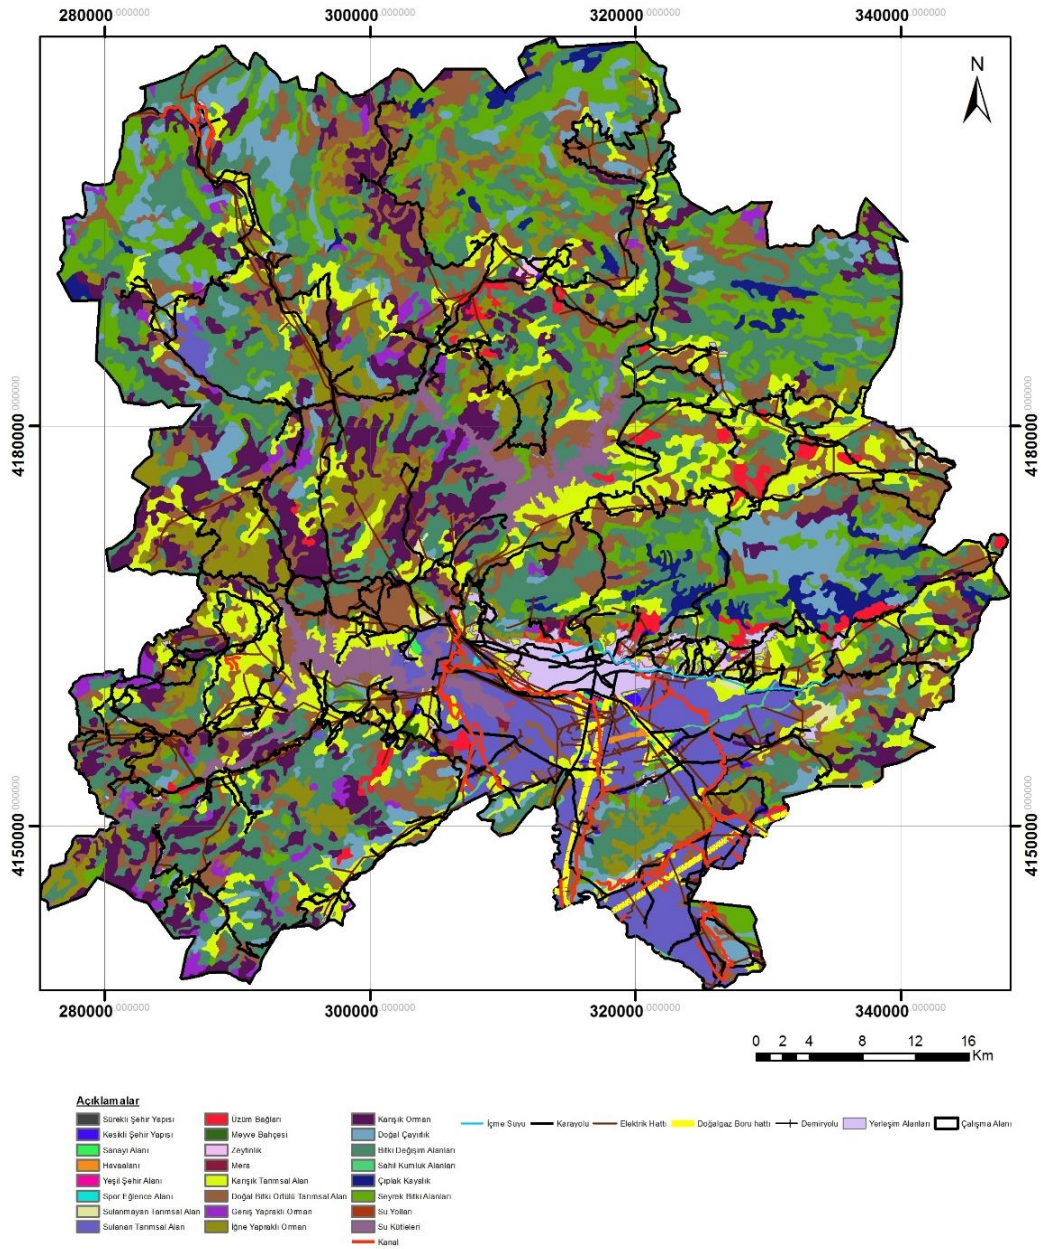 280000.000000 300000.000000 320000.000000 340000.000000
N
4180000.000000 4180000.000000
4150000.000000 4150000.000000
280000.000000 300000.000000 320000.000000 340000.000000
0 2 4 8 12 16
Km
Açıklamalar
Sürekli Şehir Yapısı Üzüm Bağları Karışık Orman İçme Suyu Karayolu Elektrik Hattı Doğalgaz Boru hattı Demiryolu Yerleşim Alanları Çalışma Alanı
Kesikli Şehir Yapısı Meyve Bahçesi Doğal Çayırlık
Sanayi Alanı Zeytinlik Bitki Değişim Alanları
Havaalanı Mera Sahil Kumluk Alanları
Yeşil Şehir Alanı Karışık Tarımsal Alan Çıplak Kayalık
Spor Eğlence Alanı Doğal Bitki Örtülü Tarımsal Alan Seyrek Bitki Alanları
Sulanmayan Tarımsal Alan Geniş Yapraklı Orman Su Yolları
Sulanan Tarımsal Alan İğne Yapraklı Orman Su Kütleleri
Kanal